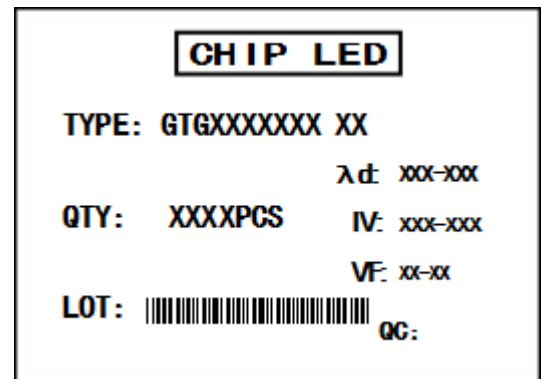 CHIP LED
TYPE: GTGXXXXXXX XX
λd: XXX-XXX
QTY: XXXXPCS
IV: XXX-XXX
VF: XX-XX
LOT:
QC: